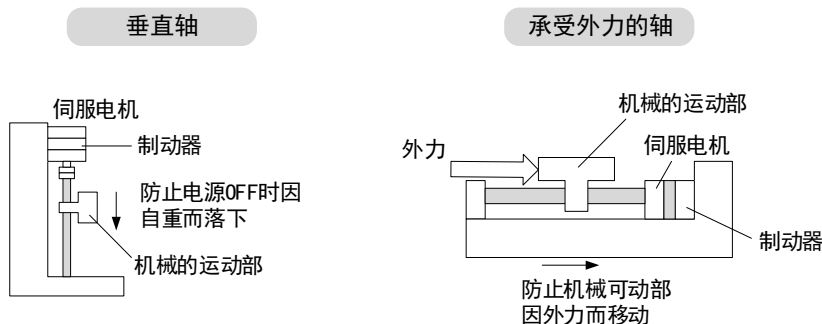 垂直轴
伺服电机
制动器
防止电源OFF时因
自重而落下
机械的运动部
承受外力的轴
机械的运动部
外力
伺服电机
制动器
防止机械可动部
因外力而移动